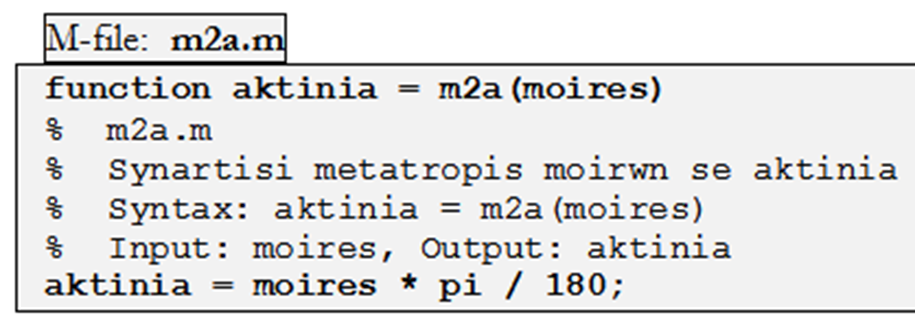 M-file: m2a.m
function aktinia = m2a(moires)
% m2a.m
% Synartisi metatropis moirwn se aktinia
% Syntax: aktinia = m2a(moires)
% Input: moires, Output: aktinia
aktinia = moires * pi / 180;